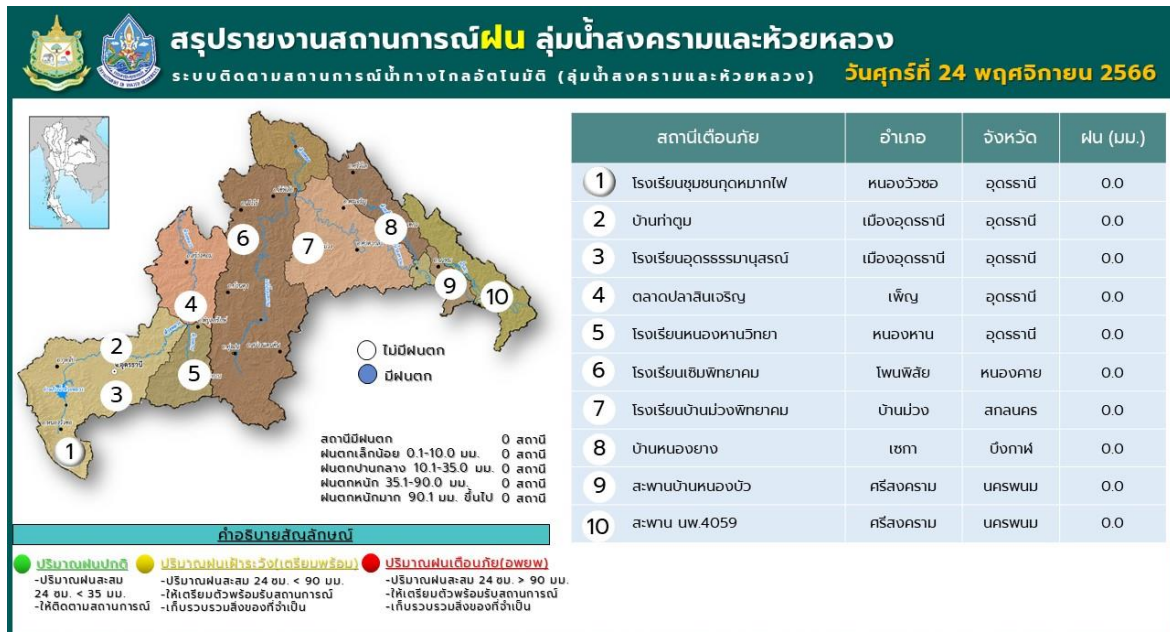 สรุปรายงานสถานการณ์ฝน ลุ่มน้ำสงครามและห้วยหลวง
ระบบติดตามสถานการณ์น้ำทางไกลอัตโนมัติ (ลุ่มน้ำสงครามและห้วยหลวง) วันศุกร์ที่ 24 พฤศจิกายน 2566
สถานีเตือนภัย อำเภอ จังหวัด ฝน (มม.)
1 โรงเรียนชุมชนกุดหมากไฟ หนองวัวซอ อุดรธานี 0.0
2 บ้านท่าตูม เมืองอุดรธานี อุดรธานี 0.0
3 โรงเรียนอุดรธรรมานุสรณ์ เมืองอุดรธานี อุดรธานี 0.0
4 ตลาดปลาสินเจริญ เพ็ญ อุดรธานี 0.0
5 โรงเรียนหนองหานวิทยา หนองหาน อุดรธานี 0.0
6 โรงเรียนเซิมพิทยาคม โพนพิสัย หนองคาย 0.0
7 โรงเรียนบ้านม่วงพิทยาคม บ้านม่วง สกลนคร 0.0
8 บ้านหนองยาง เซกา บึงกาฬ 0.0
9 สะพานบ้านหนองบัว ศรีสงคราม นครพนม 0.0
10 สะพาน นพ.4059 ศรีสงคราม นครพนม 0.0
8
6
7
9
10
4
2
5
3
1
อุดรธานี
ไม่มีฝนตก
มีฝนตก
สถานีมีฝนตก 0 สถานี
ฝนตกเล็กน้อย 0.1-10.0 มม. 0 สถานี
ฝนตกปานกลาง 10.1-35.0 มม. 0 สถานี
ฝนตกหนัก 35.1-90.0 มม. 0 สถานี
ฝนตกหนักมาก 90.1 มม. ขึ้นไป 0 สถานี
คำอธิบายสัญลักษณ์
ปริมาณฝนปกติ
-ปริมาณฝนสะสม
24 ชม. < 35 มม.
-ให้ติดตามสถานการณ์
ปริมาณฝนเฝ้าระวัง(เตรียมพร้อม)
-ปริมาณฝนสะสม 24 ชม. < 90 มม.
-ให้เตรียมตัวพร้อมรับสถานการณ์
-เก็บรวบรวมสิ่งของที่จำเป็น
ปริมาณฝนเตือนภัย(อพยพ)
-ปริมาณฝนสะสม 24 ชม. > 90 มม.
-ให้เตรียมตัวพร้อมรับสถานการณ์
-เก็บรวบรวมสิ่งของที่จำเป็น